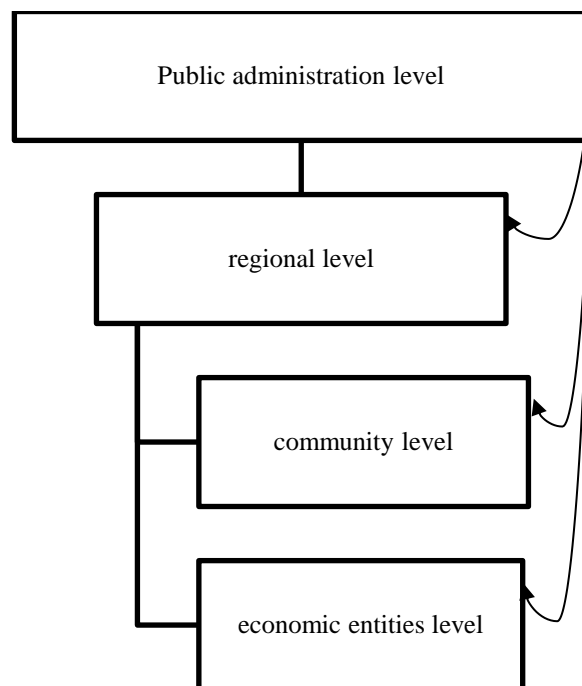 Public administration level
regional level
community level
economic entities level